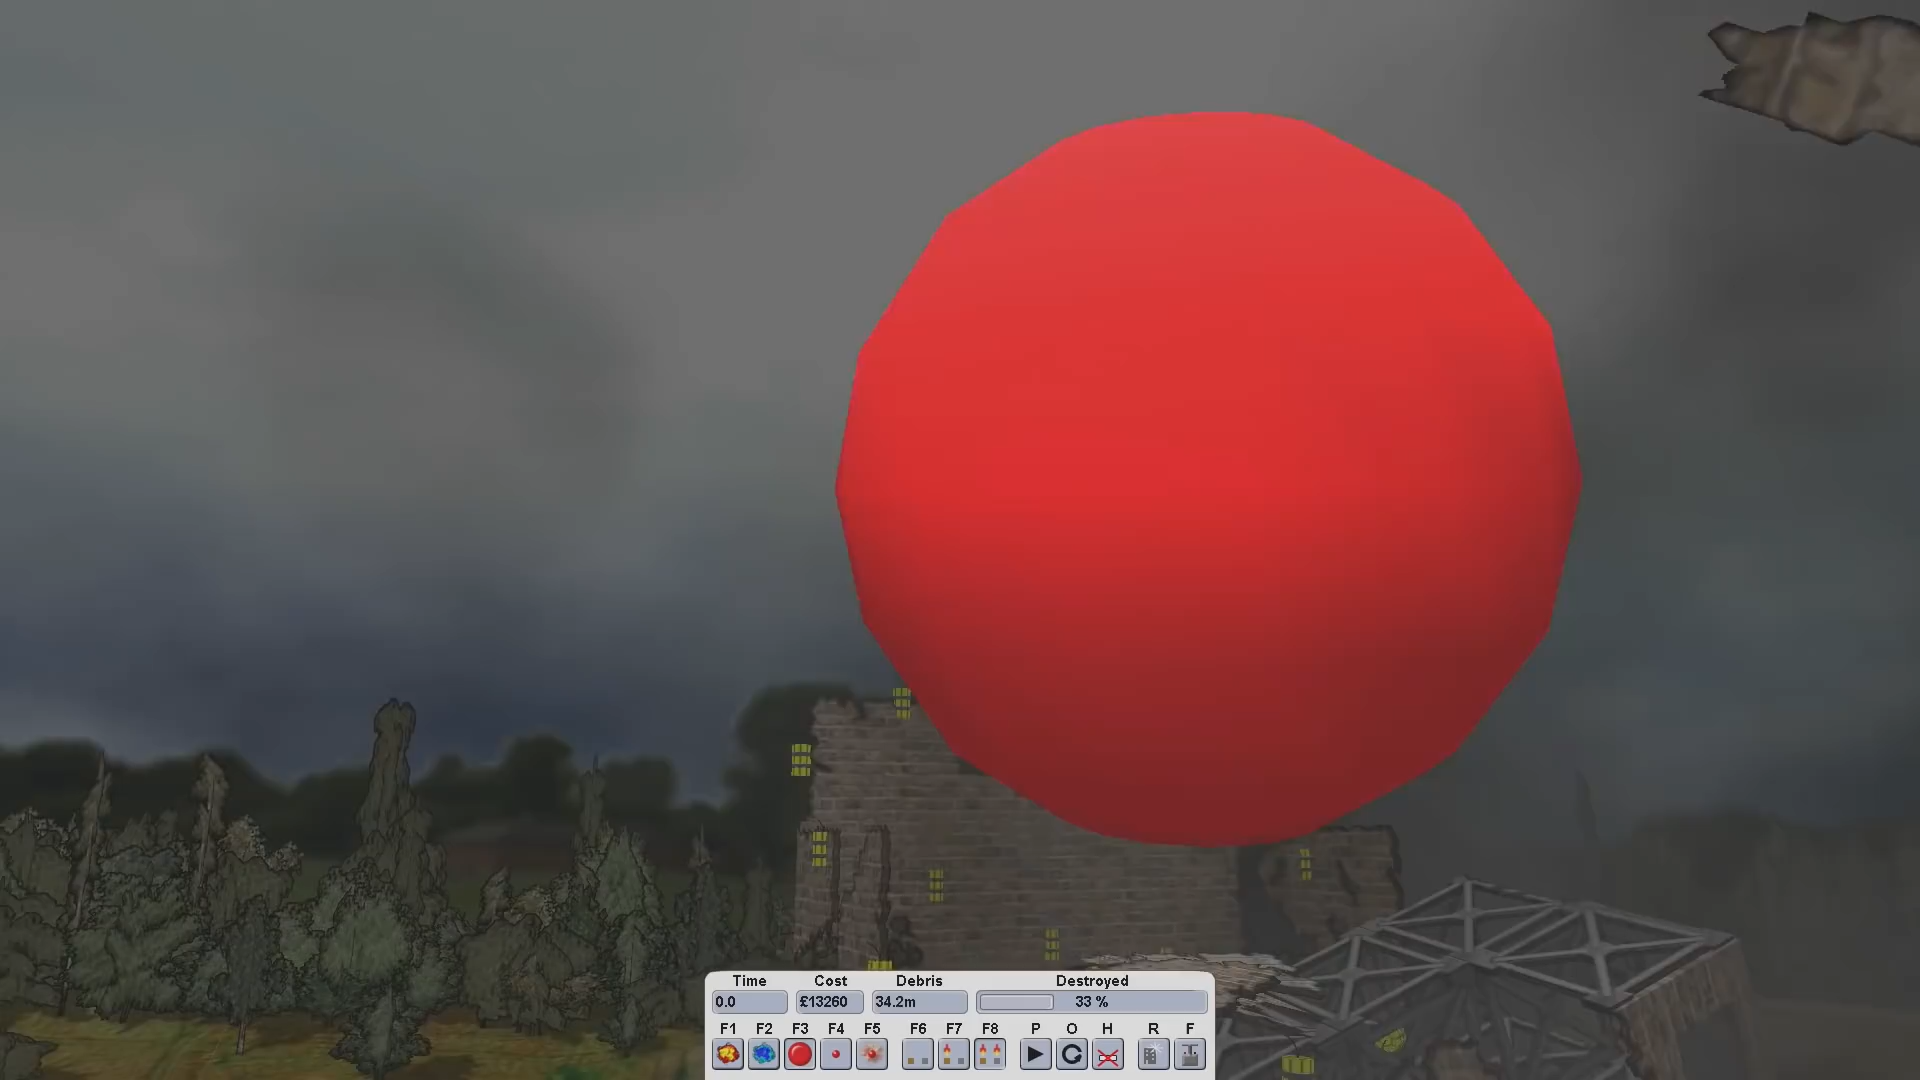 Time Cost Debris Destroyed
0.0 £13260 34.2m 33 %
F1 F2 F3 F4 F5 F6 F7 F8 P O H R F